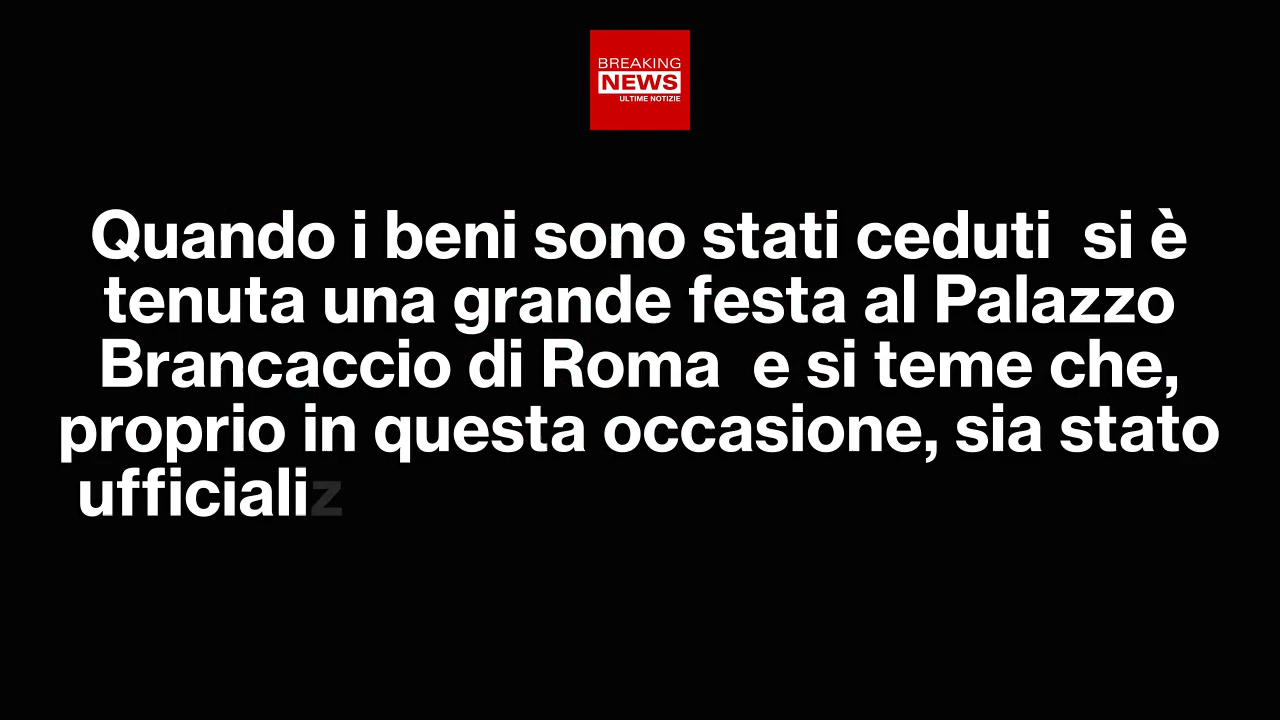 BREAKING
NEWS
ULTIME NOTIZIE
Quando i beni sono stati ceduti  si è
tenuta una grande festa al Palazzo
Brancaccio di Roma  e si teme che,
proprio in questa occasione, sia stato
ufficializ